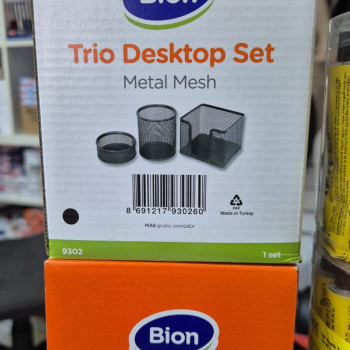 Bion
Trio Desktop Set
Metal Mesh
8 691217 930260
PAP
Made in Turkey
9302
1 set
Bion